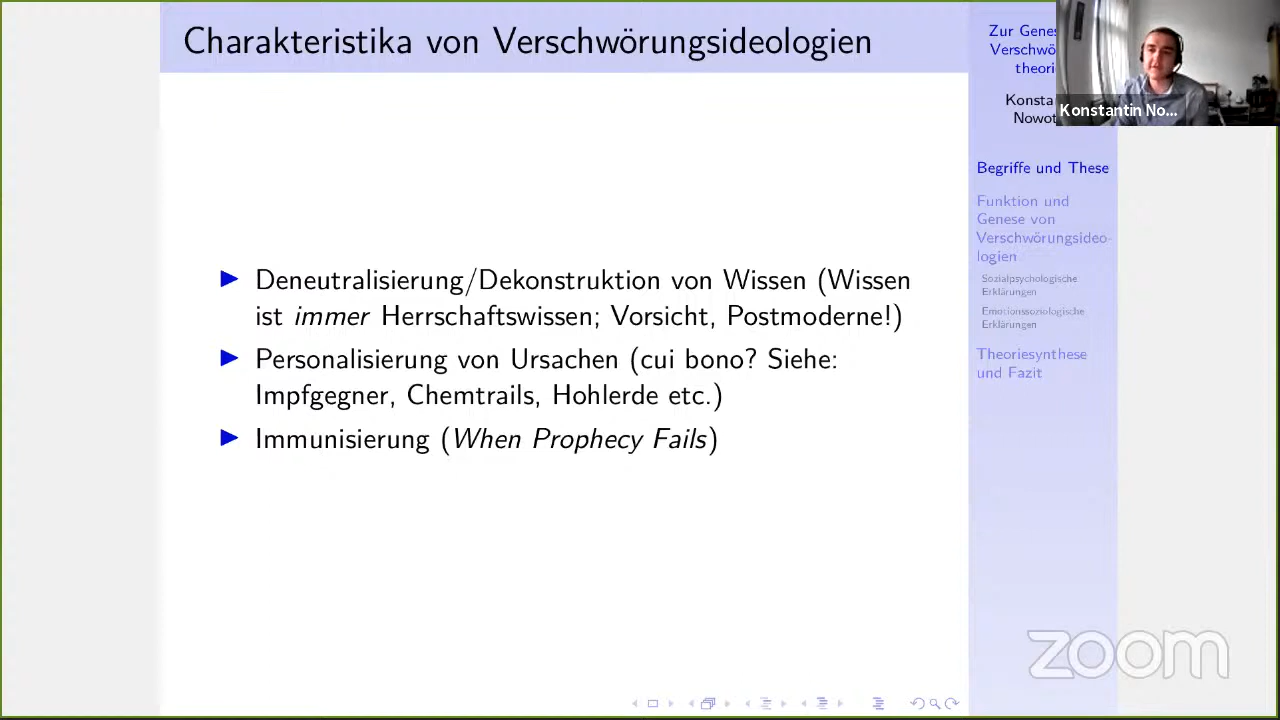 Charakteristika von Verschwörungsideologien
Deneutralisierung/Dekonstruktion von Wissen (Wissen
ist immer Herrschaftswissen; Vorsicht, Postmoderne!)
Personalisierung von Ursachen (cui bono? Siehe:
Impfgegner, Chemtrails, Hohlerde etc.)
Immunisierung (When Prophecy Fails)
Zur Genes
Verschwö
theori
Konsta
Nowot
Konstantin No...
Begriffe und These
Funktion und
Genese von
Verschwörungsideo-
logien
Sozialpsychologische
Erklärungen
Emotionssoziologische
Erklärungen
Theoriesynthese
und Fazit
zoom